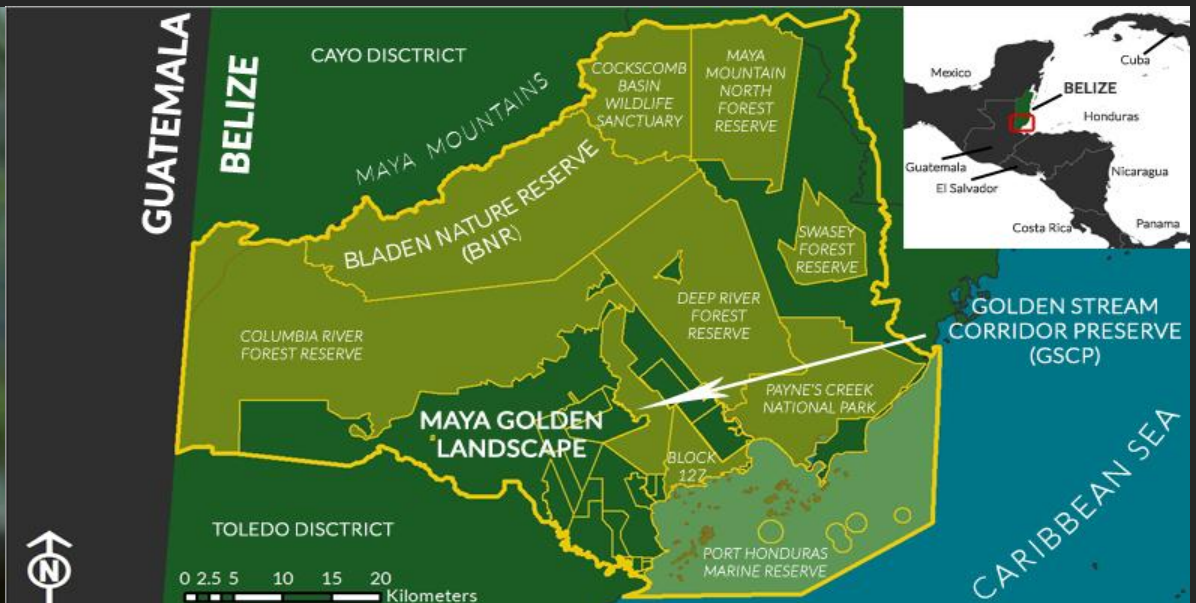 GUATEMALA
BELIZE
CAYO DISCTRICT
MAYA MOUNTAINS
COCKSCOMB
BASIN
WILDLIFE
SANCTUARY
MAYA
MOUNTAIN
NORTH
FOREST
RESERVE
BLADEN NATURE RESERVE
(BNR)
SWASEY
FOREST
RESERVE
DEEP RIVER
FOREST
RESERVE
COLUMBIA RIVER
FOREST RESERVE
GOLDEN STREAM
CORRIDOR PRESERVE
(GSCP)
PAYNE'S CREEK
NATIONAL PARK
MAYA GOLDEN
LANDSCAPE
BLOCK
127
TOLEDO DISCTRICT
PORT HONDURAS
MARINE RESERVE
CARIBBEAN SEA
N
0 2.5 5 10 15 20
Kilometers
Mexico
Cuba
BELIZE
Honduras
Guatemala
El Salvador
Nicaragua
Costa Rica
Panama